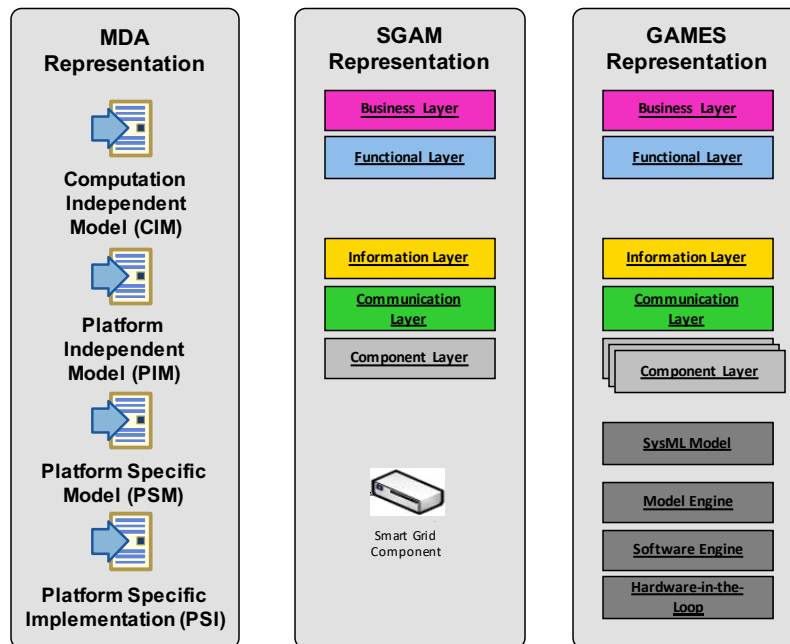 MDA
Representation
Computation
Independent
Model (CIM)
Platform
Independent
Model (PIM)
Platform Specific
Model (PSM)
Platform Specific
Implementation (PSI)
SGAM
Representation
Business Layer
Functional Layer
Information Layer
Communication
Layer
Component Layer
Smart Grid
Component
GAMES
Representation
Business Layer
Functional Layer
Information Layer
Communication
Layer
Component Layer
SysML Model
Model Engine
Software Engine
Hardware-in-the-
Loop